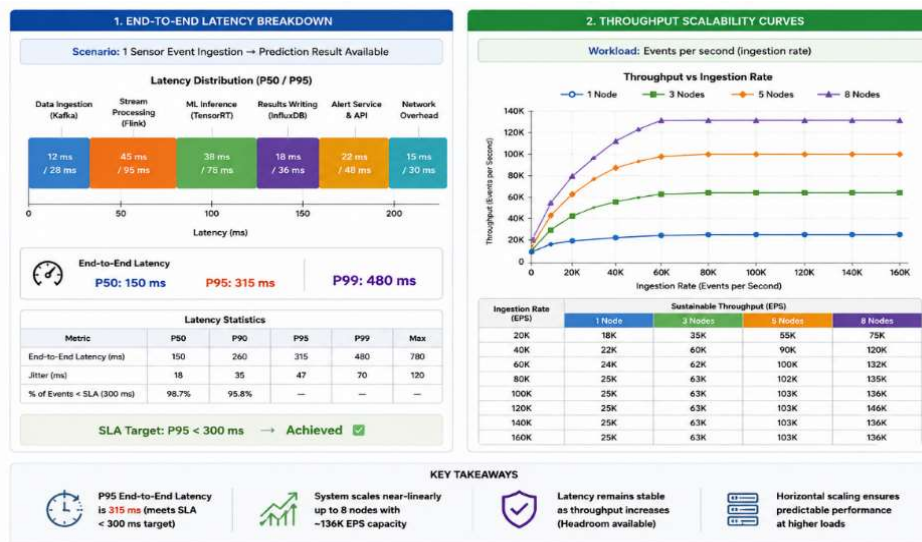 1. END-TO-END LATENCY BREAKDOWN
Scenario: 1 Sensor Event Ingestion → Prediction Result Available
Latency Distribution (P50 / P95)
Data Ingestion (Kafka)
Stream Processing (Flink)
ML Inference (TensorRT)
Results Writing (InfluxDB)
Alert Service & API
Network Overhead
12 ms / 28 ms
45 ms / 95 ms
38 ms / 75 ms
18 ms / 36 ms
22 ms / 48 ms
15 ms / 30 ms
0 50 100 150 200
Latency (ms)
End-to-End Latency
P50: 150 ms P95: 315 ms P99: 480 ms
Latency Statistics
Metric P50 P90 P95 P99 Max
End-to-End Latency (ms) 150 260 315 480 780
Jitter (ms) 18 35 47 70 120
% of Events < SLA (300 ms) 98.7% 95.8% — — —
SLA Target: P95 < 300 ms → Achieved ✅
2. THROUGHPUT SCALABILITY CURVES
Workload: Events per second (ingestion rate)
Throughput vs Ingestion Rate
1 Node 3 Nodes 5 Nodes 8 Nodes
Throughput (Events per Second)
140K
120K
100K
80K
60K
40K
20K
0
0 20K 40K 60K 80K 100K 120K 140K 160K
Ingestion Rate (Events per Second)
Ingestion Rate (EPS) Sustainable Throughput (EPS)
1 Node 3 Nodes 5 Nodes 8 Nodes
20K 18K 35K 55K 75K
40K 22K 60K 90K 120K
60K 24K 62K 100K 132K
80K 25K 63K 102K 135K
100K 25K 63K 103K 136K
120K 25K 63K 103K 146K
140K 25K 63K 103K 136K
160K 25K 63K 103K 136K
KEY TAKEAWAYS
P95 End-to-End Latency
is 315 ms (meets SLA
< 300 ms target)
System scales near-linearly
up to 8 nodes with
~136K EPS capacity
Latency remains stable
as throughput increases
(Headroom available)
Horizontal scaling ensures
predictable performance
at higher loads